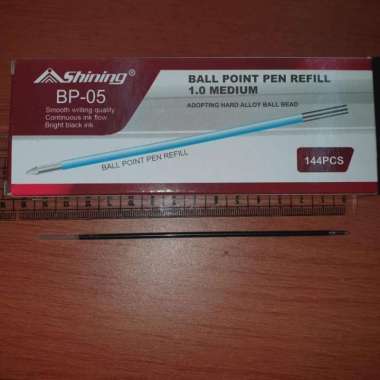 Shining
BP-05
Smooth writing quality
Continuous ink flow
Bright black ink
BALL POINT PEN REFILL
1.0 MEDIUM
ADOPTING HARD ALLOY BALL BEAD
BALL POINT PEN REFILL
144PCS